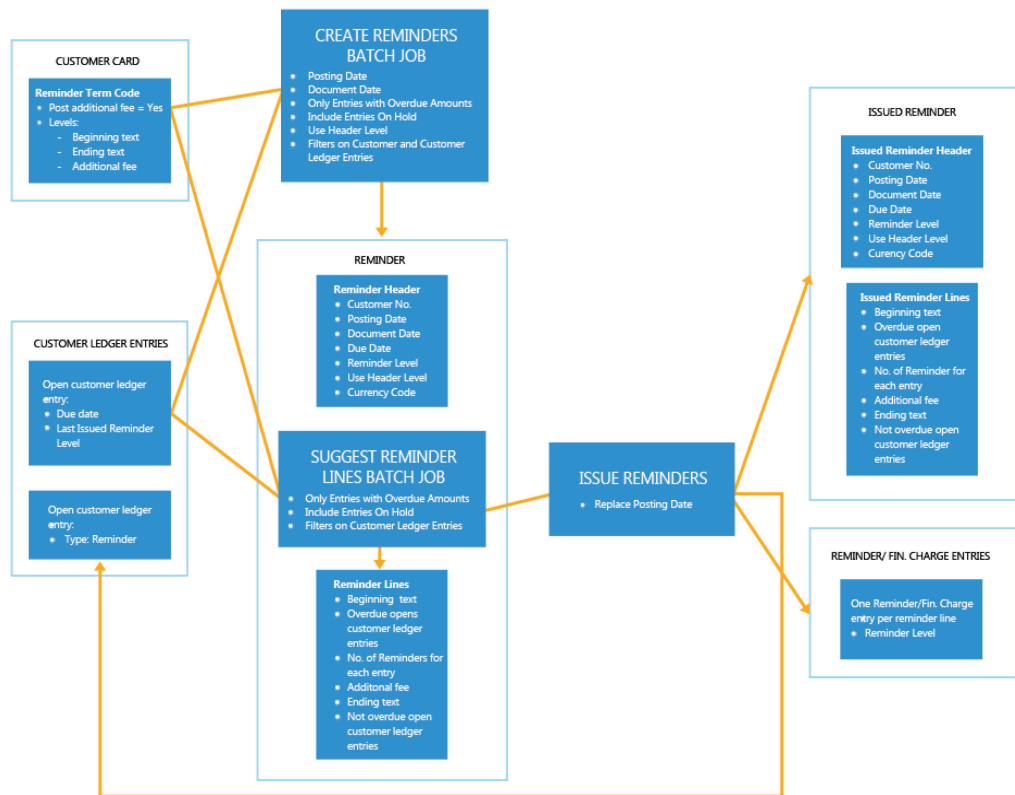 CUSTOMER CARD
Reminder Term Code
Post additional fee = Yes
Levels:
- Beginning text
- Ending text
- Additional fee
CREATE REMINDERS
BATCH JOB
Posting Date
Document Date
Only Entries with Overdue Amounts
Include Entries On Hold
Use Header Level
Filters on Customer and Customer
Ledger Entries
CUSTOMER LEDGER ENTRIES
Open customer ledger
entry:
Due date
Last Issued Reminder
Level
Open customer ledger
entry:
Type: Reminder
REMINDER
Reminder Header
Customer No.
Posting Date
Document Date
Due Date
Reminder Level
Use Header Level
Currency Code
SUGGEST REMINDER
LINES BATCH JOB
Only Entries with Overdue Amounts
Include Entries On Hold
Filters on Customer Ledger Entries
Reminder Lines
Beginning text
Overdue opens
customer ledger
entries
No. of Reminders for
each entry
Additonal fee
Ending text
Not overdue open
customer ledger
entries
ISSUE REMINDERS
Replace Posting Date
ISSUED REMINDER
Issued Reminder Header
Customer No.
Posting Date
Document Date
Due Date
Reminder Level
Use Header Level
Curency Code
Issued Reminder Lines
Beginning text
Overdue open
customer ledger
entries
No. of Reminder for
each entry
Additional fee
Ending text
Not overdue open
customer ledger
entries
REMINDER/ FIN. CHARGE ENTRIES
One Reminder/Fin. Charge
entry per reminder line
Reminder Level